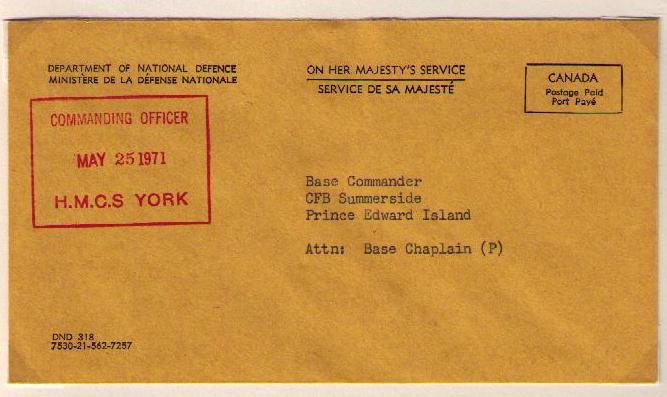 DEPARTMENT OF NATIONAL DEFENCE
MINISTÈRE DE LA DÉFENSE NATIONALE
ON HER MAJESTY'S SERVICE
SERVICE DE SA MAJESTÉ
CANADA
Postage Paid
Port Payé
COMMANDING OFFICER
MAY 25 1971
H.M.C.S YORK
Base Commander
CFB Summerside
Prince Edward Island
Attn: Base Chaplain (P)
DND 318
7530-21-562-7257